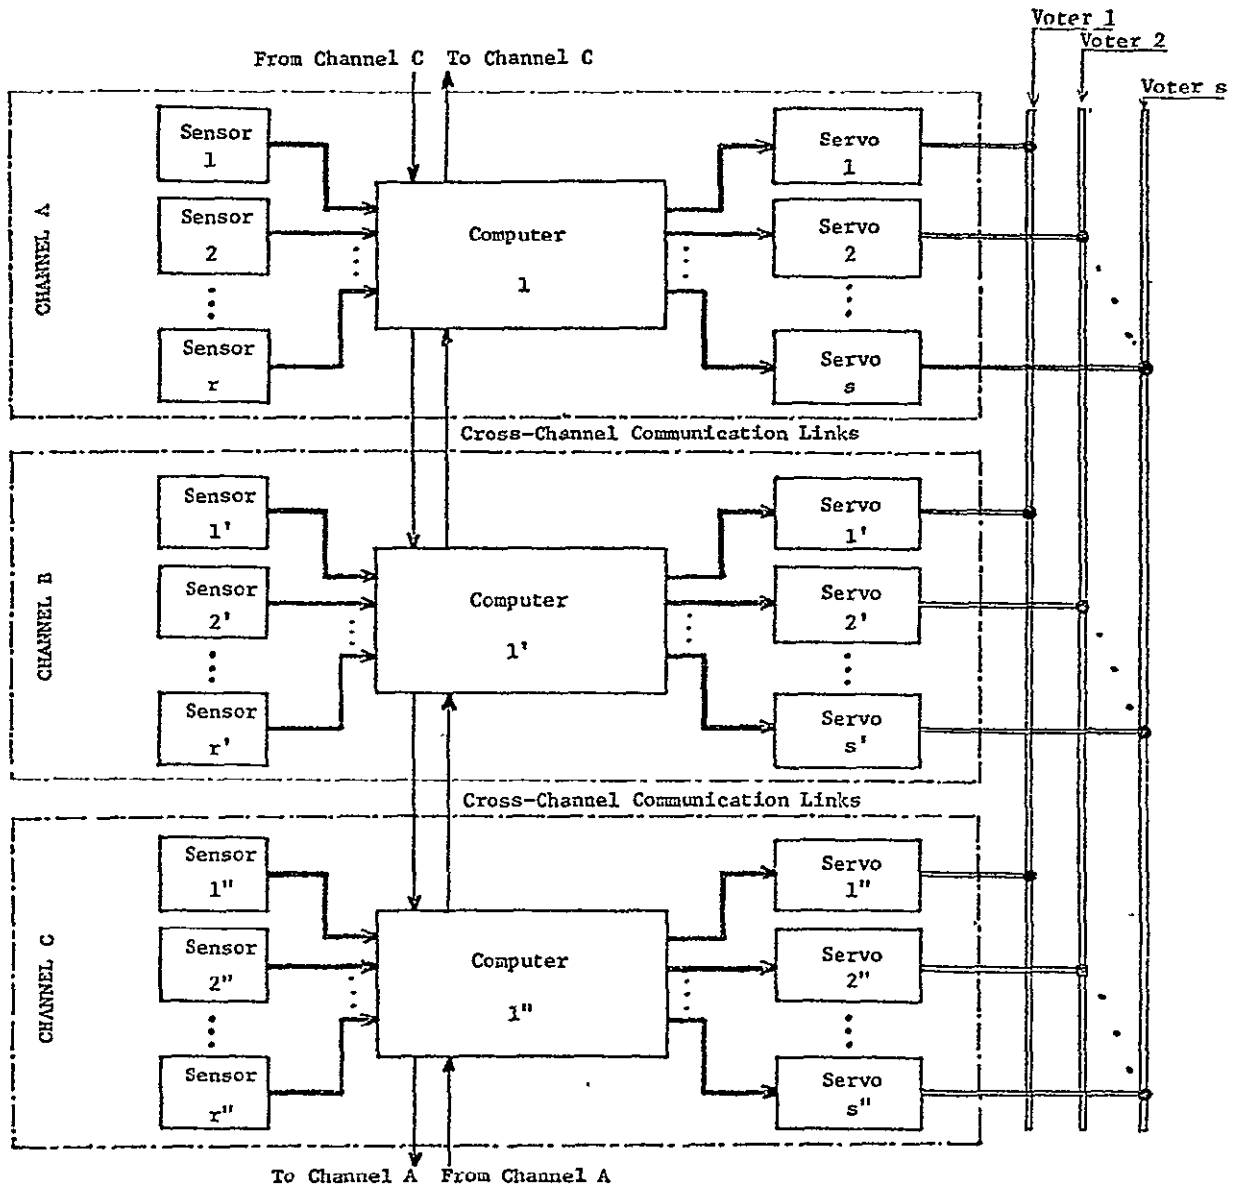 Voter 1
Voter 2
Voter s
From Channel C To Channel C
CHANNEL A
Sensor
1
Sensor
2
Sensor
r
Computer
1
Servo
1
Servo
2
Servo
s
Cross-Channel Communication Links
CHANNEL B
Sensor
1'
Sensor
2'
Sensor
r'
Computer
1'
Servo
1'
Servo
2'
Servo
s'
Cross-Channel Communication Links
CHANNEL C
Sensor
1"
Sensor
2"
Sensor
r"
Computer
1"
Servo
1"
Servo
2"
Servo
s"
To Channel A From Channel A